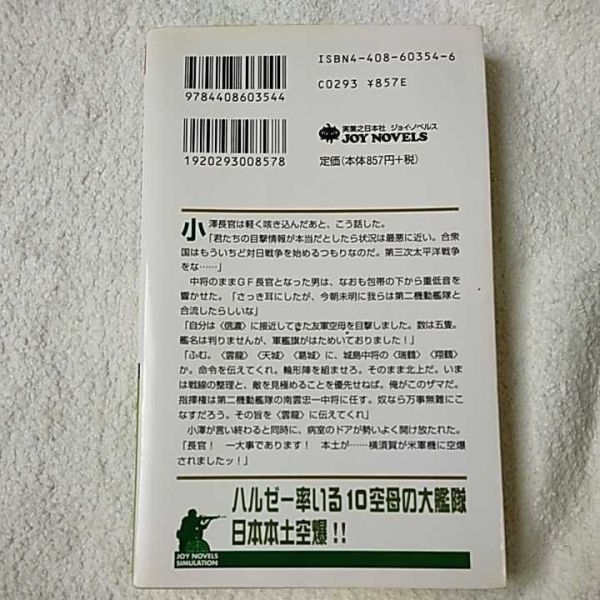 ISBN4-408-60354-6
C0293 ¥857E
9784408603544
実業之日本社 ジョイ・ノベルス
JOY NOVELS
1920293008578
定価(本体857円+税)
小澤長官は軽く咳き込んだあと、こう話した。
「君たちの目撃情報が本当だとしたら状況は最悪に近い。合衆
国はもういちど対日戦争を始めるつもりなのだ。第三次太平洋戦争
をな……」
中将のままGF長官となった男は、なおも包帯の下から重低音を
響かせた。「さっき耳にしたが、今朝未明に我らは第二機動艦隊と
合流したらしいな」
「自分は〈信濃〉に接近してきた友軍空母を目撃しました。数は五隻。
艦名は判りませんが、軍艦旗がはためいておりました!」
「ふむ。〈雲龍〉〈天城〉〈葛城〉に、城島中将の〈瑞鶴〉〈翔鶴〉
か。命令を伝えてくれ。輪形陣を組ませろ。そのまま北上だ。いま
は戦線の整理と、敵を見極めることを優先せねば。俺がこのザマだ。
指揮権は第二機動艦隊の南雲忠一中将に任す。奴なら万事無難にこ
なすだろう。その旨を〈雲龍〉に伝えてくれ」
小澤が言い終わると同時に、病室のドアが勢いよく開け放たれた。
「長官! 一大事であります! 本土が……横須賀が米軍機に空爆
されましたッ!」
ハルゼー率いる10空母の大艦隊
日本本土空爆!!
JOY NOVELS
SIMULATION